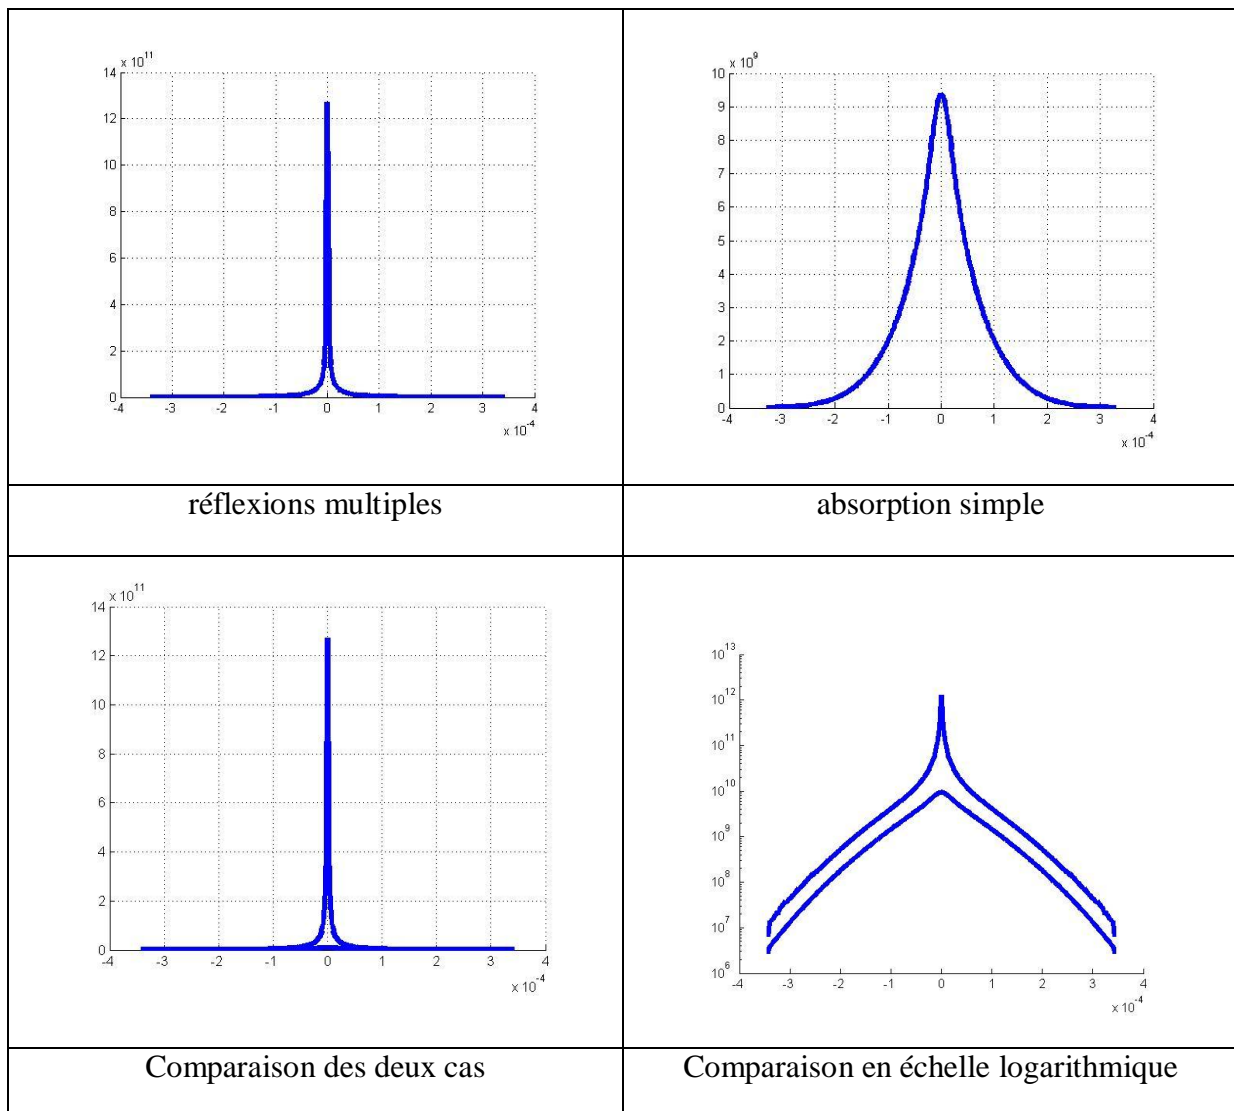 x 10^11
14
12
10
8
6
4
2
0
-4 -3 -2 -1 0 1 2 3 4
x 10^-4
x 10^9
10
9
8
7
6
5
4
3
2
1
0
-4 -3 -2 -1 0 1 2 3 4
x 10^-4
réflexions multiples
absorption simple
x 10^11
14
12
10
8
6
4
2
0
-4 -3 -2 -1 0 1 2 3 4
x 10^-4
10^13
10^12
10^11
10^10
10^9
10^8
10^7
10^6
-4 -3 -2 -1 0 1 2 3 4
x 10^-4
Comparaison des deux cas
Comparaison en échelle logarithmique